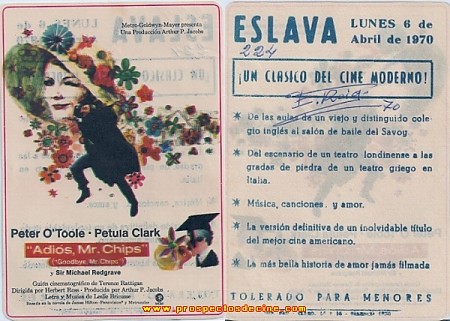 Metro-Goldwyn-Mayer presenta
Una Producción Arthur P. Jacobs
Peter O'Toole · Petula Clark
"Adiós, Mr. Chips"
("Goodbye, Mr. Chips")
y Sir Michael Redgrave
Guión cinematográfico de Terence Rattigan
Dirigida por Herbert Ross · Producida por Arthur P. Jacobs
Letra y Música de Leslie Bricusse
ESLAVA
LUNES 6 de
Abril de 1970
224
¡UN CLASICO DEL CINE MODERNO!
70
★ De las aulas de un viejo y distinguido cole
gio inglés al salón de baile del Savoy
★ Del escenario de un teatro londinense a las
gradas de piedra de un teatro griego en
Italia.
★ Música, canciones, y amor.
★ La versión definitiva de un inolvidable título
del mejor cine americano.
★ La más bella historia de amor jamás filmada
TOLERADO PARA MENORES
www.prospectosdecine.com